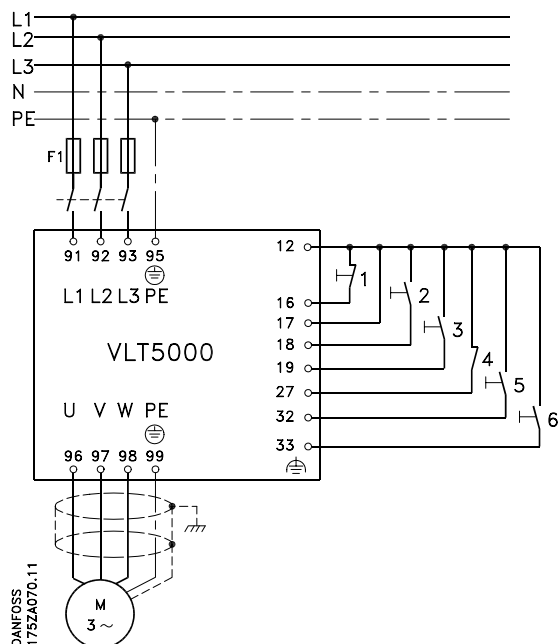 L1
L2
L3
N
PE
F1
91 92 93 95
12
L1 L2 L3 PE
16
1
17
2
18
3
VLT5000
19
4
27
5
32
6
33
U V W PE
96 97 98 99
M
3~
DANFOSS
175ZA070.11